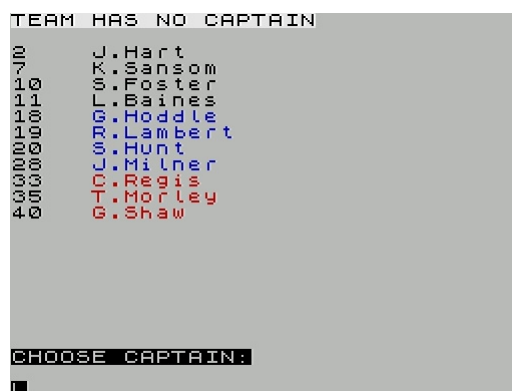 TEAM HAS NO CAPTAIN
2 J.Hart
7 K.Sansom
10 S.Foster
11 L.Baines
18 G.Hoddle
19 R.Lambert
20 S.Hunt
28 J.Milner
33 C.Regis
35 T.Morley
40 G.Shaw
CHOOSE CAPTAIN:
L